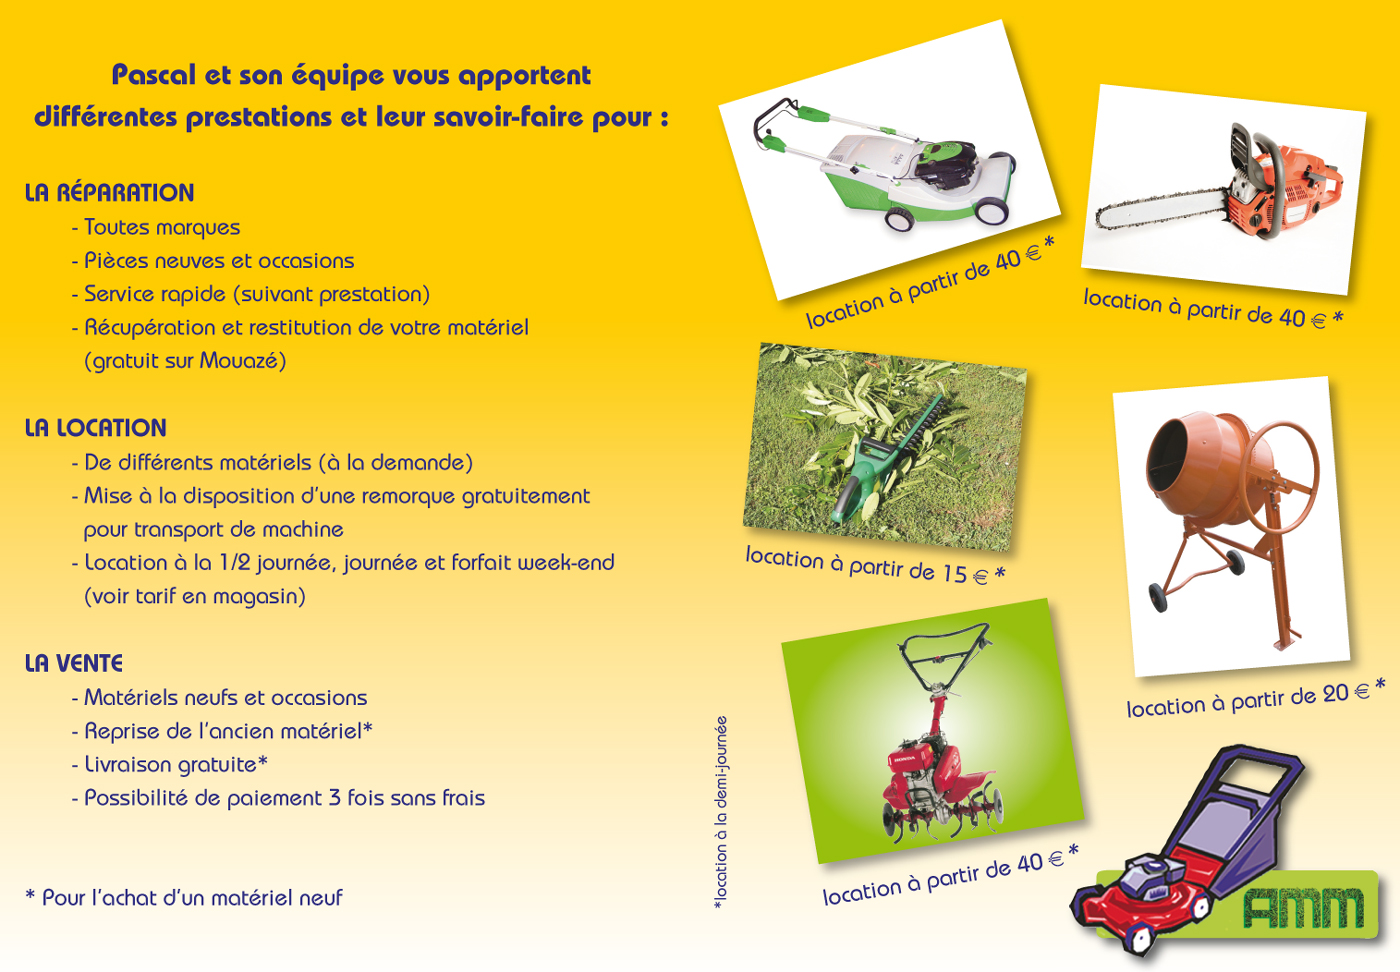 Pascal et son équipe vous apportent
différentes prestations et leur savoir-faire pour :
LA RÉPARATION
- Toutes marques
- Pièces neuves et occasions
- Service rapide (suivant prestation)
- Récupération et restitution de votre matériel
(gratuit sur Mouazé)
LA LOCATION
- De différents matériels (à la demande)
- Mise à la disposition d'une remorque gratuitement
pour transport de machine
- Location à la 1/2 journée, journée et forfait week-end
(voir tarif en magasin)
LA VENTE
- Matériels neufs et occasions
- Reprise de l'ancien matériel*
- Livraison gratuite*
- Possibilité de paiement 3 fois sans frais
* Pour l'achat d'un matériel neuf
location à partir de 40 € *
location à partir de 40 € *
location à partir de 15 € *
location à partir de 20 € *
HONDA
location à partir de 40 € *
*location à la demi-journée
AMM